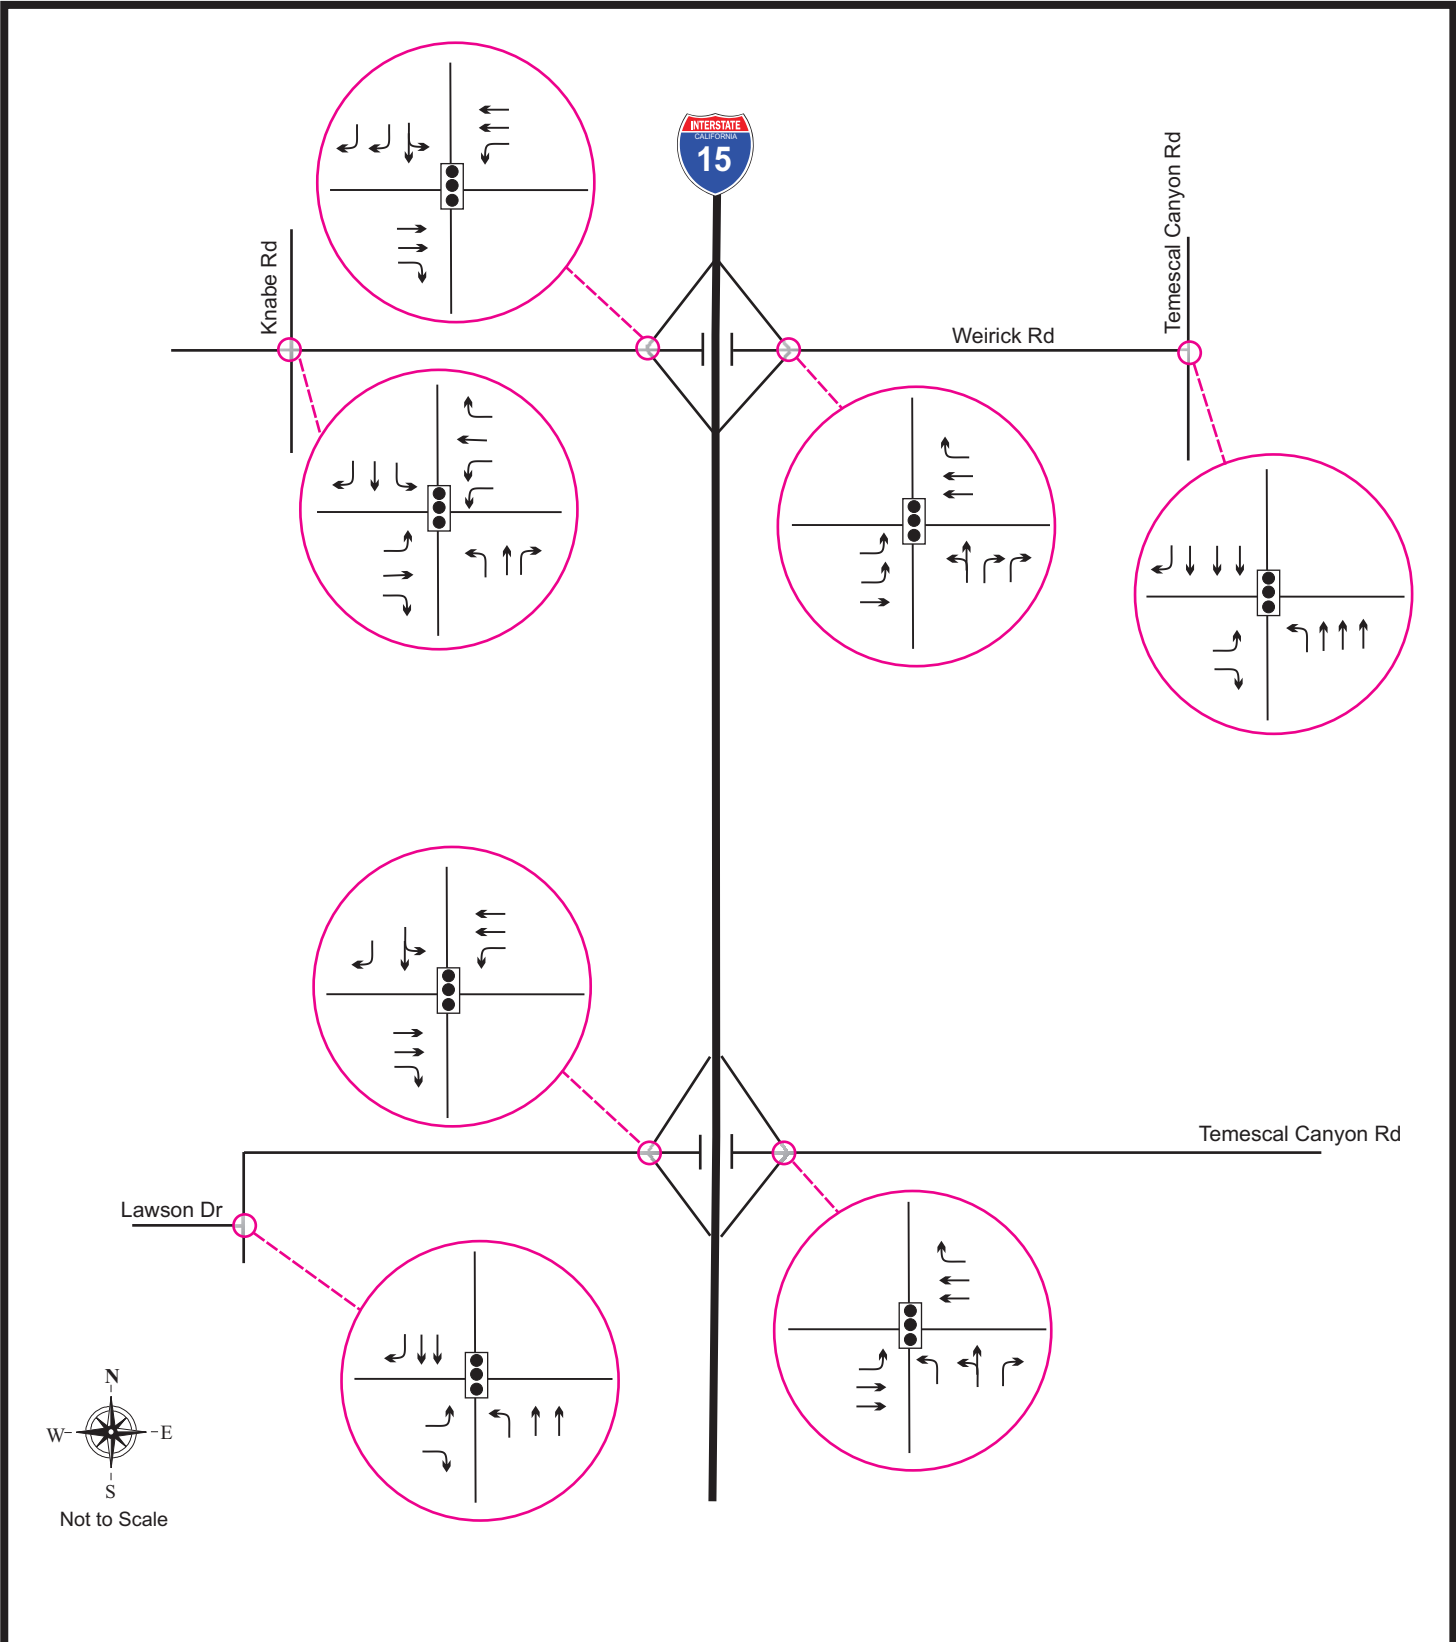 INTERSTATE
CALIFORNIA
15
Knabe Rd
Temescal Canyon Rd
Weirick Rd
Temescal Canyon Rd
Lawson Dr
N
W
E
S
Not to Scale